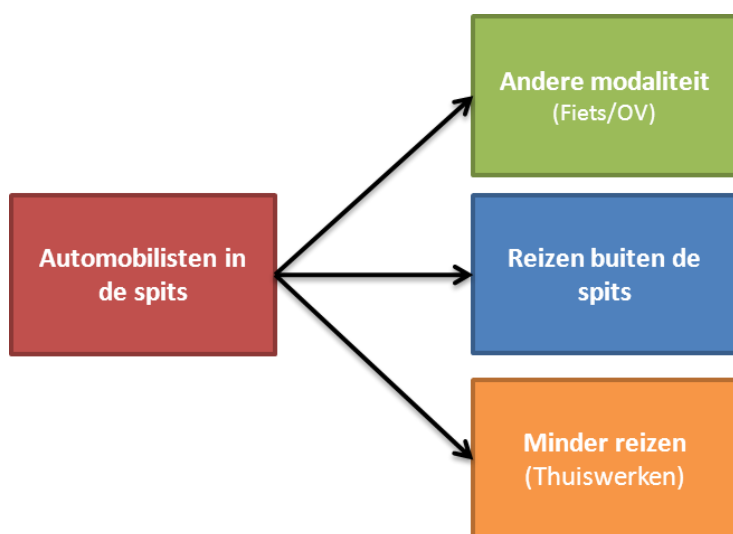 Andere modaliteit
(Fiets/OV)
Automobilisten in
de spits
Reizen buiten de
spits
Minder reizen
(Thuiswerken)